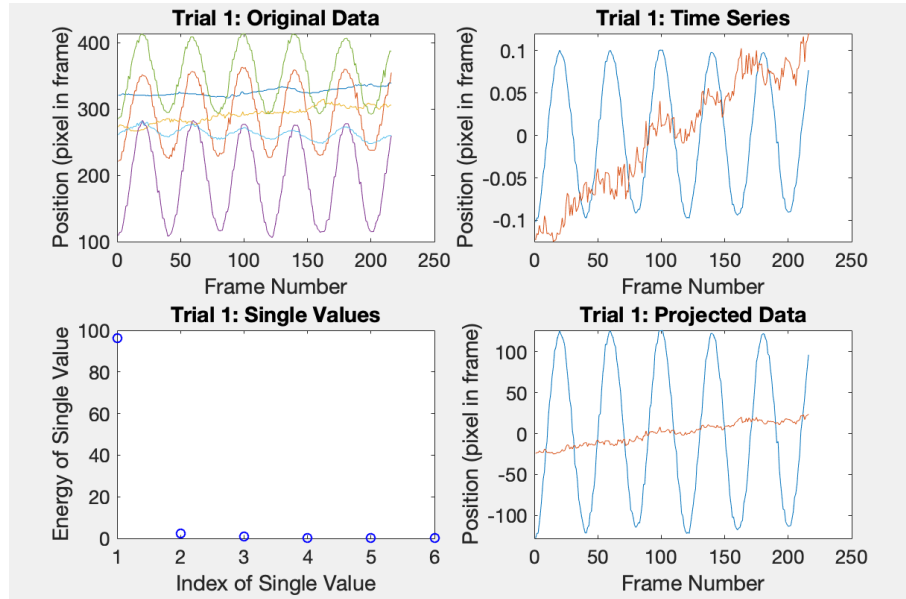 Trial 1: Original Data
Position (pixel in frame)
400
300
200
100
0 50 100 150 200 250
Frame Number
Trial 1: Time Series
Position (pixel in frame)
0.1
0.05
0
-0.05
-0.1
0 50 100 150 200 250
Frame Number
Trial 1: Single Values
Energy of Single Value
100
80
60
40
20
0
1 2 3 4 5 6
Index of Single Value
Trial 1: Projected Data
Position (pixel in frame)
100
50
0
-50
-100
0 50 100 150 200 250
Frame Number